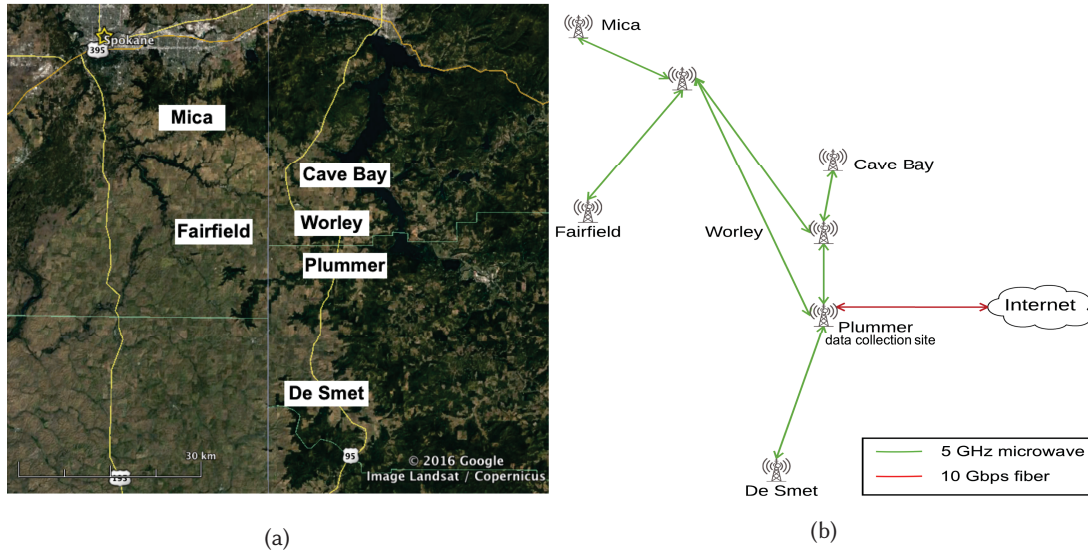 Spokane
395
Mica
Cave Bay
Fairfield
Worley
Plummer
De Smet
30 km
195
95
© 2016 Google
Image Landsat / Copernicus
(a)
Mica
Cave Bay
Fairfield
Worley
Internet
Plummer
data collection site
De Smet
5 GHz microwave
10 Gbps fiber
(b)